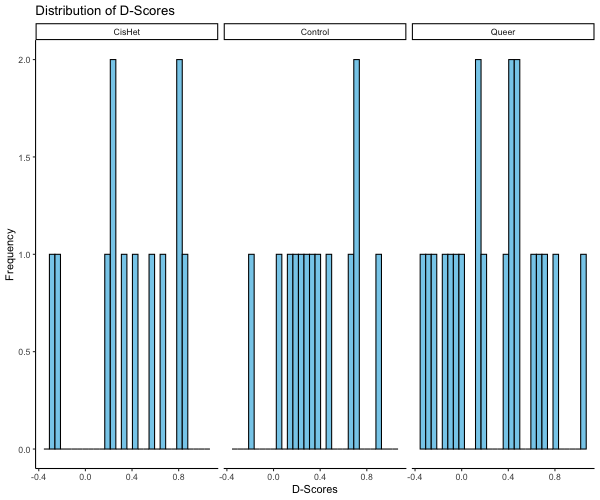 Distribution of D-Scores
CisHet Control Queer
2.0
1.5
1.0
0.5
0.0
Frequency
-0.4 0.0 0.4 0.8 -0.4 0.0 0.4 0.8 -0.4 0.0 0.4 0.8
D-Scores